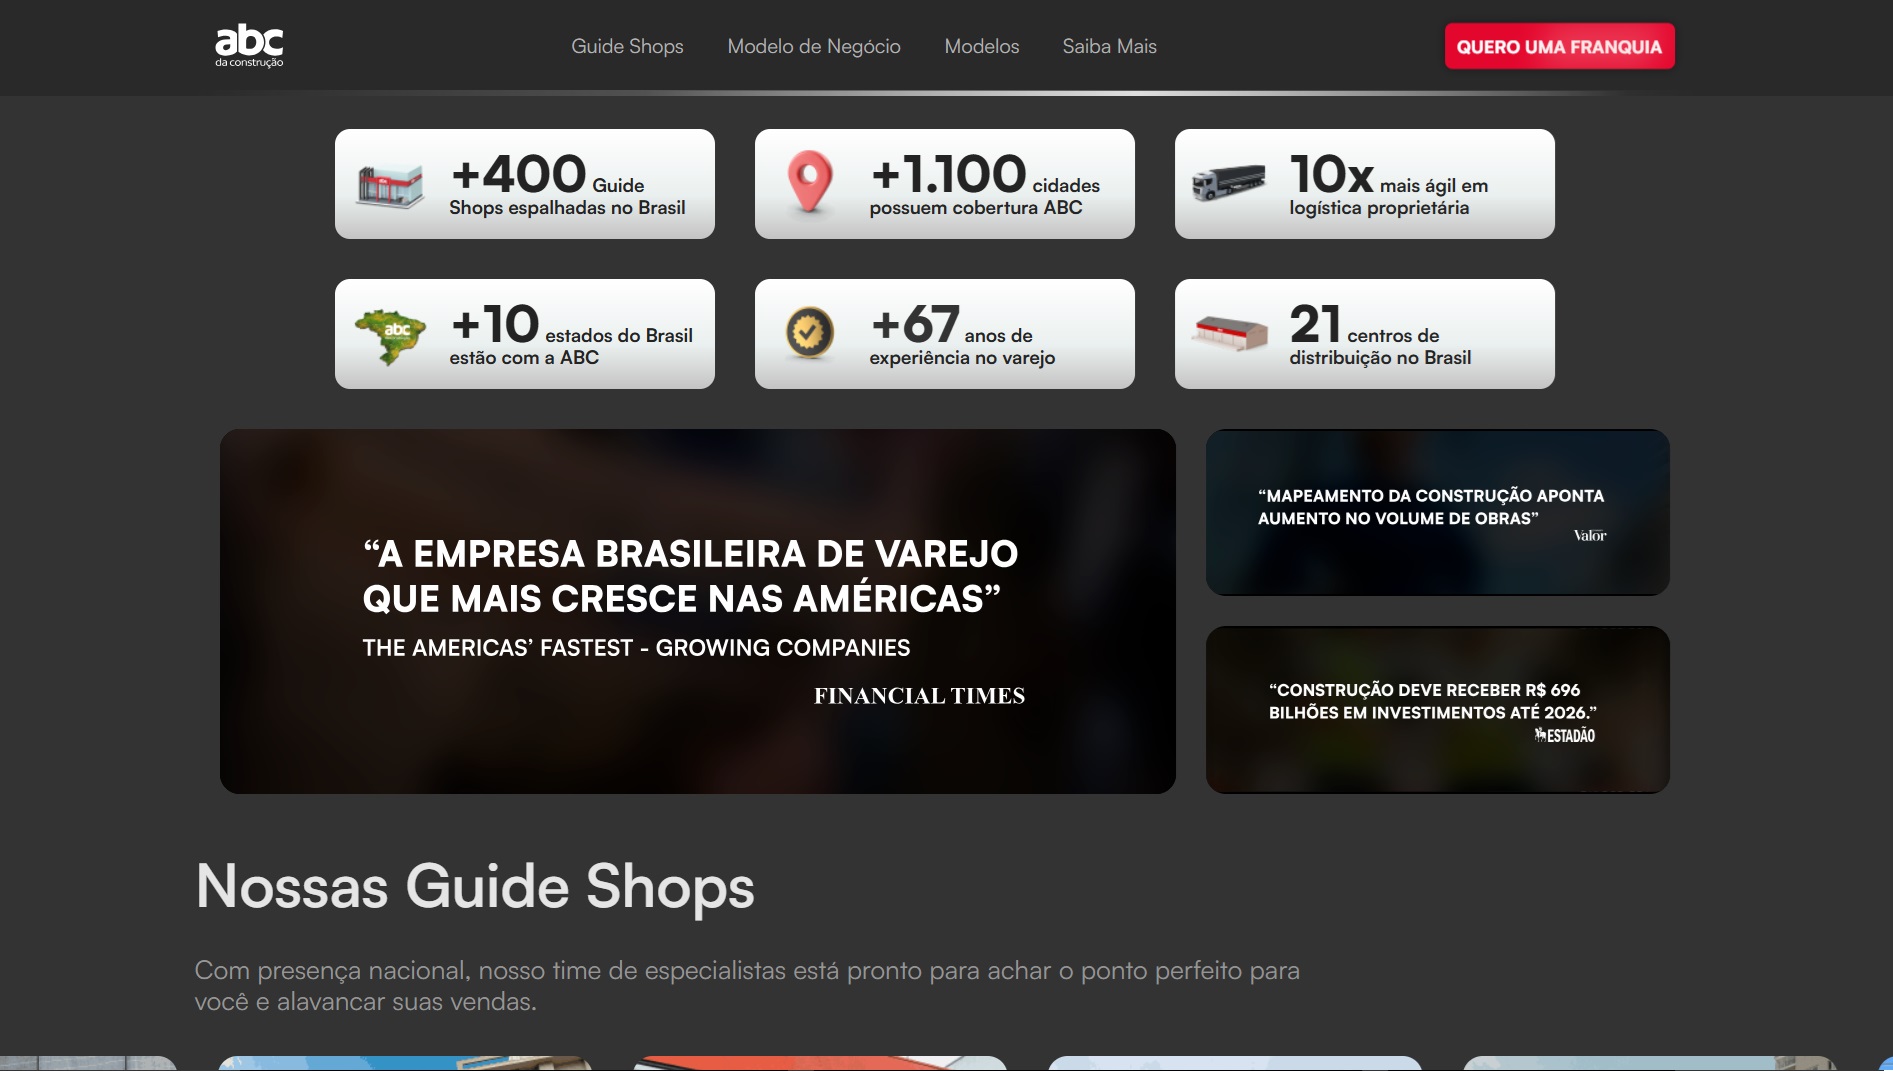 abc
da construção
Guide Shops
Modelo de Negócio
Modelos
Saiba Mais
QUERO UMA FRANQUIA
+400 Guide
Shops espalhadas no Brasil
+1.100 cidades
possuem cobertura ABC
10x mais ágil em
logística proprietária
abc
+10 estados do Brasil
estão com a ABC
+67 anos de
experiência no varejo
21 centros de
distribuição no Brasil
“A EMPRESA BRASILEIRA DE VAREJO
QUE MAIS CRESCE NAS AMÉRICAS”
THE AMERICAS’ FASTEST - GROWING COMPANIES
FINANCIAL TIMES
“MAPEAMENTO DA CONSTRUÇÃO APONTA
AUMENTO NO VOLUME DE OBRAS”
Valor
“CONSTRUÇÃO DEVE RECEBER R$ 696
BILHÕES EM INVESTIMENTOS ATÉ 2026.”
ESTADÃO
Nossas Guide Shops
Com presença nacional, nosso time de especialistas está pronto para achar o ponto perfeito para
você e alavancar suas vendas.